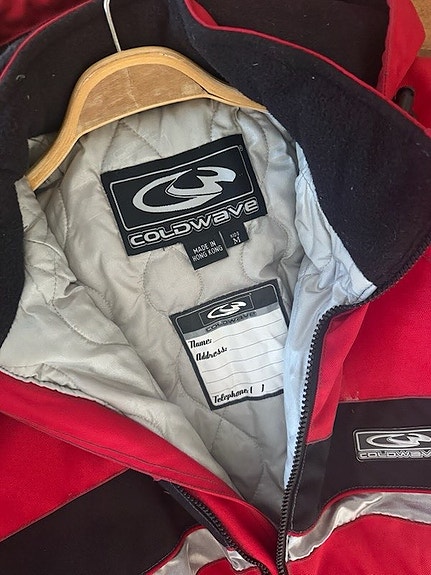 COLDWAVE
MADE IN
HONG KONG
SIZE
M
COLDWAVE
Name:
Address:
Telephone ( )
COLDWAVE